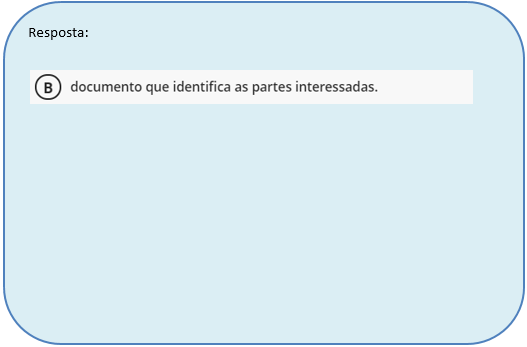 Resposta:
B documento que identifica as partes interessadas.